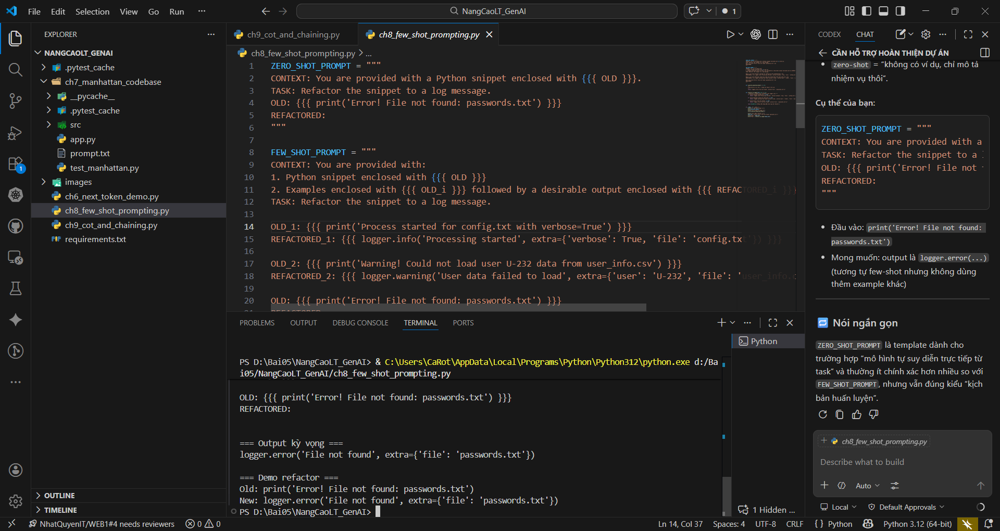 File Edit Selection View Go Run ···
NangCaoLT_GenAI
1
EXPLORER
NANGCAOLT_GENAI
.pytest_cache
ch7_manhattan_codebase
__pycache__
.pytest_cache
src
app.py
prompt.txt
test_manhattan.py
images
ch6_next_token_demo.py
ch8_few_shot_prompting.py
ch9_cot_and_chaining.py
requirements.txt
OUTLINE
TIMELINE
1
ch9_cot_and_chaining.py
ch8_few_shot_prompting.py
ch8_few_shot_prompting.py > ...
1 ZERO_SHOT_PROMPT = """
2 CONTEXT: You are provided with a Python snippet enclosed with {{{ OLD }}}.
3 TASK: Refactor the snippet to a log message.
4 OLD: {{{ print('Error! File not found: passwords.txt') }}}
5 REFACTORED:
6 """
7
8 FEW_SHOT_PROMPT = """
9 CONTEXT: You are provided with:
10 1. Python snippet enclosed with {{{ OLD }}}
11 2. Examples enclosed with {{{ OLD_i }}} followed by a desirable output enclosed with {{{ REFACTORED_i }}}
12 TASK: Refactor the snippet to a log message.
13
14 OLD_1: {{{ print('Process started for config.txt with verbose=True') }}}
15 REFACTORED_1: {{{ logger.info('Processing started', extra={'verbose': True, 'file': 'config.txt'}) }}}
16
17 OLD_2: {{{ print('Warning! Could not load user U-232 data from user_info.csv') }}}
18 REFACTORED_2: {{{ logger.warning('User data failed to load', extra={'user': 'U-232', 'file': 'user_info.c
19
20 OLD: {{{ print('Error! File not found: passwords.txt') }}}
PROBLEMS OUTPUT DEBUG CONSOLE TERMINAL PORTS
Python
PS D:\Bai05\NangCaoLT_GenAI> & C:\Users\CaRot\AppData\Local\Programs\Python\Python312\python.exe d:/Ba
i05/NangCaoLT_GenAI/ch8_few_shot_prompting.py
OLD: {{{ print('Error! File not found: passwords.txt') }}}
REFACTORED:
=== Output kỳ vọng ===
logger.error('File not found', extra={'file': 'passwords.txt'})
=== Demo refactor ===
Old: print('Error! File not found: passwords.txt')
New: logger.error('File not found', extra={'file': 'passwords.txt'})
PS D:\Bai05\NangCaoLT_GenAI>
1 Hidden ...
CODEX CHAT
CẦN HỖ TRỢ HOÀN THIỆN DỰ ÁN
• zero-shot = “không có ví dụ, chỉ mô tả
nhiệm vụ thôi”.
Cụ thể của bạn:
ZERO_SHOT_PROMPT = """
CONTEXT: You are provided with a
TASK: Refactor the snippet to a
OLD: {{{ print('Error! File not
REFACTORED:
"""
• Đầu vào: print('Error! File not found:
passwords.txt')
• Mong muốn: output là logger.error(...)
(tương tự few-shot nhưng không dùng
thêm example khác)
Nói ngắn gọn
ZERO_SHOT_PROMPT là template dành cho
trường hợp “mô hình tự suy diễn trực tiếp từ
task” và thường ít chính xác hơn nhiều so với
FEW_SHOT_PROMPT, nhưng vẫn đúng kiểu “kịch
bản huấn luyện”.
ch8_few_shot_prompting.py
Describe what to build
Auto
Local Default Approvals
NhatQuyenIT/WEB1#4 needs reviewers 0 0
Ln 14, Col 37 Spaces: 4 UTF-8 CRLF {} Python Python 3.12 (64-bit)